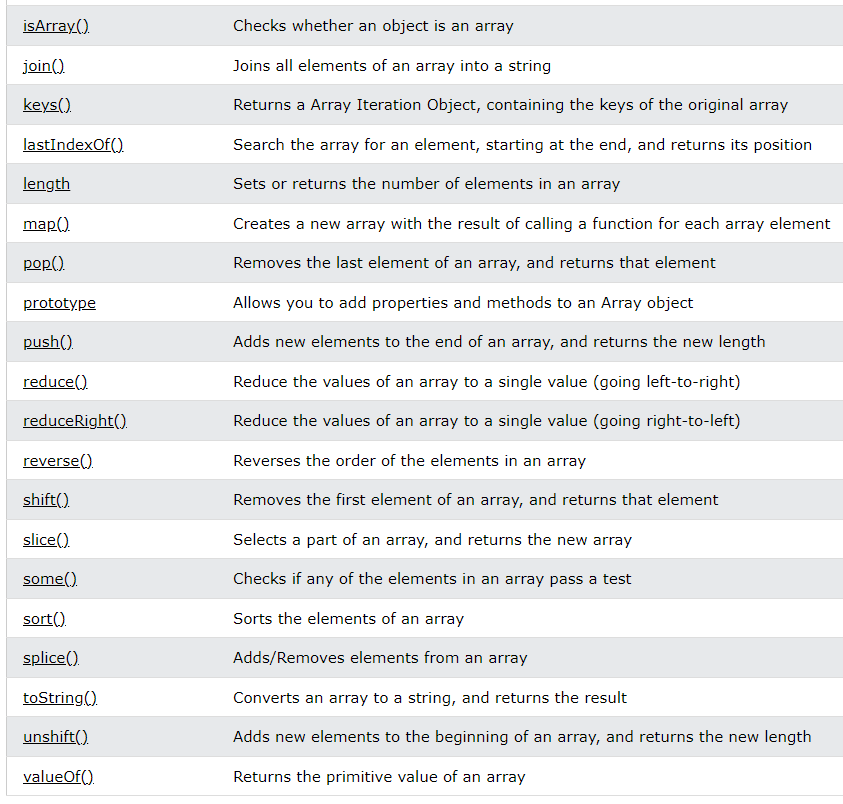 isArray() Checks whether an object is an array
join() Joins all elements of an array into a string
keys() Returns a Array Iteration Object, containing the keys of the original array
lastIndexOf() Search the array for an element, starting at the end, and returns its position
length Sets or returns the number of elements in an array
map() Creates a new array with the result of calling a function for each array element
pop() Removes the last element of an array, and returns that element
prototype Allows you to add properties and methods to an Array object
push() Adds new elements to the end of an array, and returns the new length
reduce() Reduce the values of an array to a single value (going left-to-right)
reduceRight() Reduce the values of an array to a single value (going right-to-left)
reverse() Reverses the order of the elements in an array
shift() Removes the first element of an array, and returns that element
slice() Selects a part of an array, and returns the new array
some() Checks if any of the elements in an array pass a test
sort() Sorts the elements of an array
splice() Adds/Removes elements from an array
toString() Converts an array to a string, and returns the result
unshift() Adds new elements to the beginning of an array, and returns the new length
valueOf() Returns the primitive value of an array